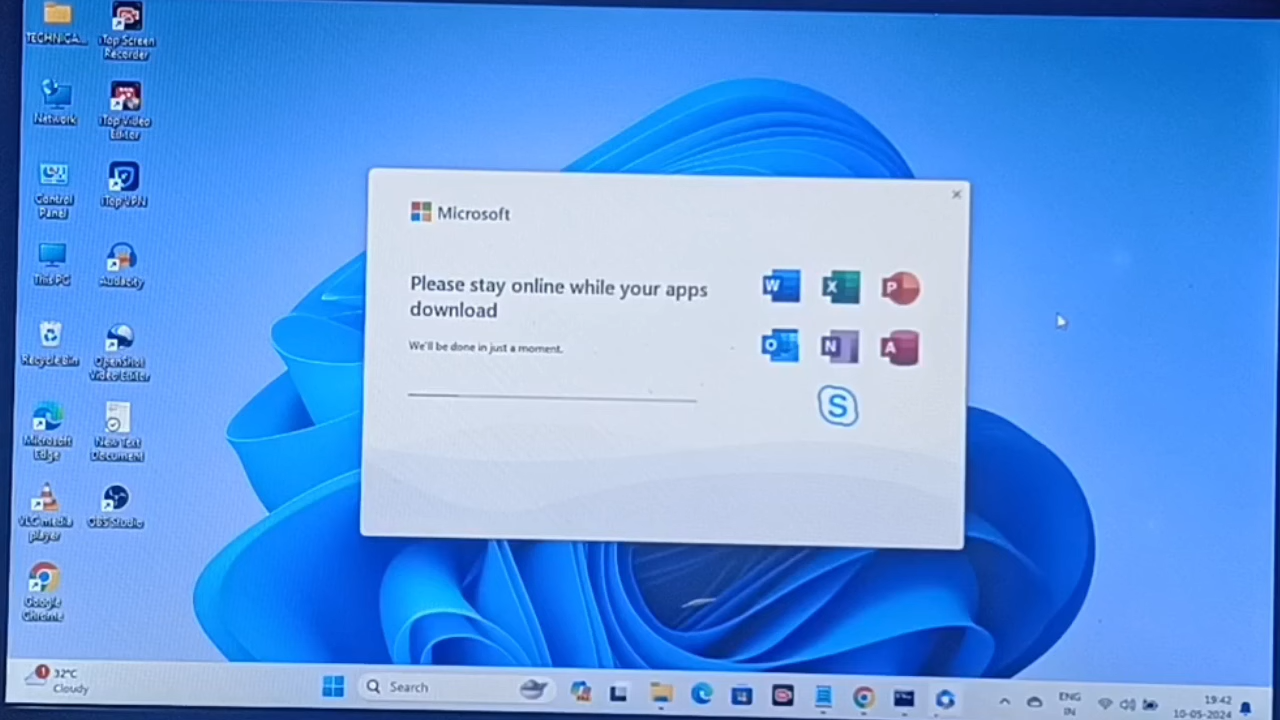 TECHNICA...
iTop Screen
Recorder
Network
iTop Video
Editor
Control
Panel
iTop VPN
This PC
Audacity
Recycle Bin
OpenShot
Video Editor
Microsoft
Edge
New Text
Document
VLC media
player
OBS Studio
Google
Chrome
Microsoft
Please stay online while your apps
download
We'll be done in just a moment.
W
X
P
O
N
A
S
1
32°C
Cloudy
Search
ENG
IN
19:42
10-05-2024